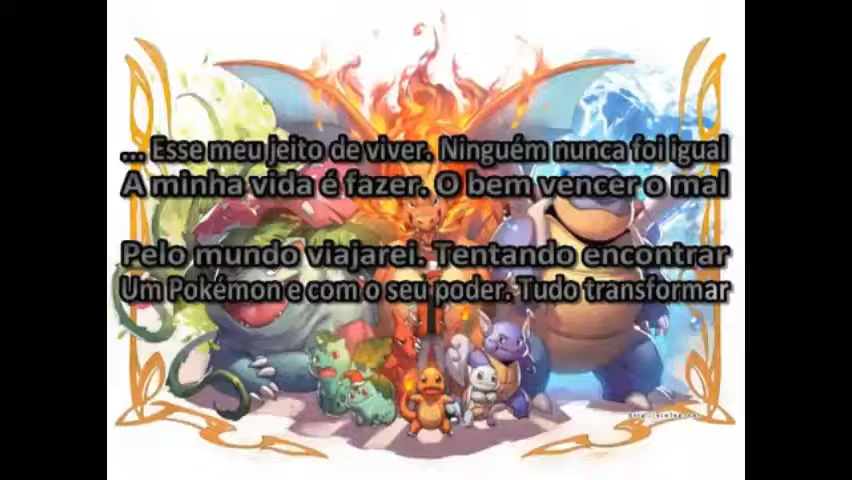 ... Esse meu jeito de viver. Ninguém nunca foi igual
A minha vida é fazer. O bem vencer o mal
Pelo mundo viajarei. Tentando encontrar
Um Pokémon e com o seu poder. Tudo transformar